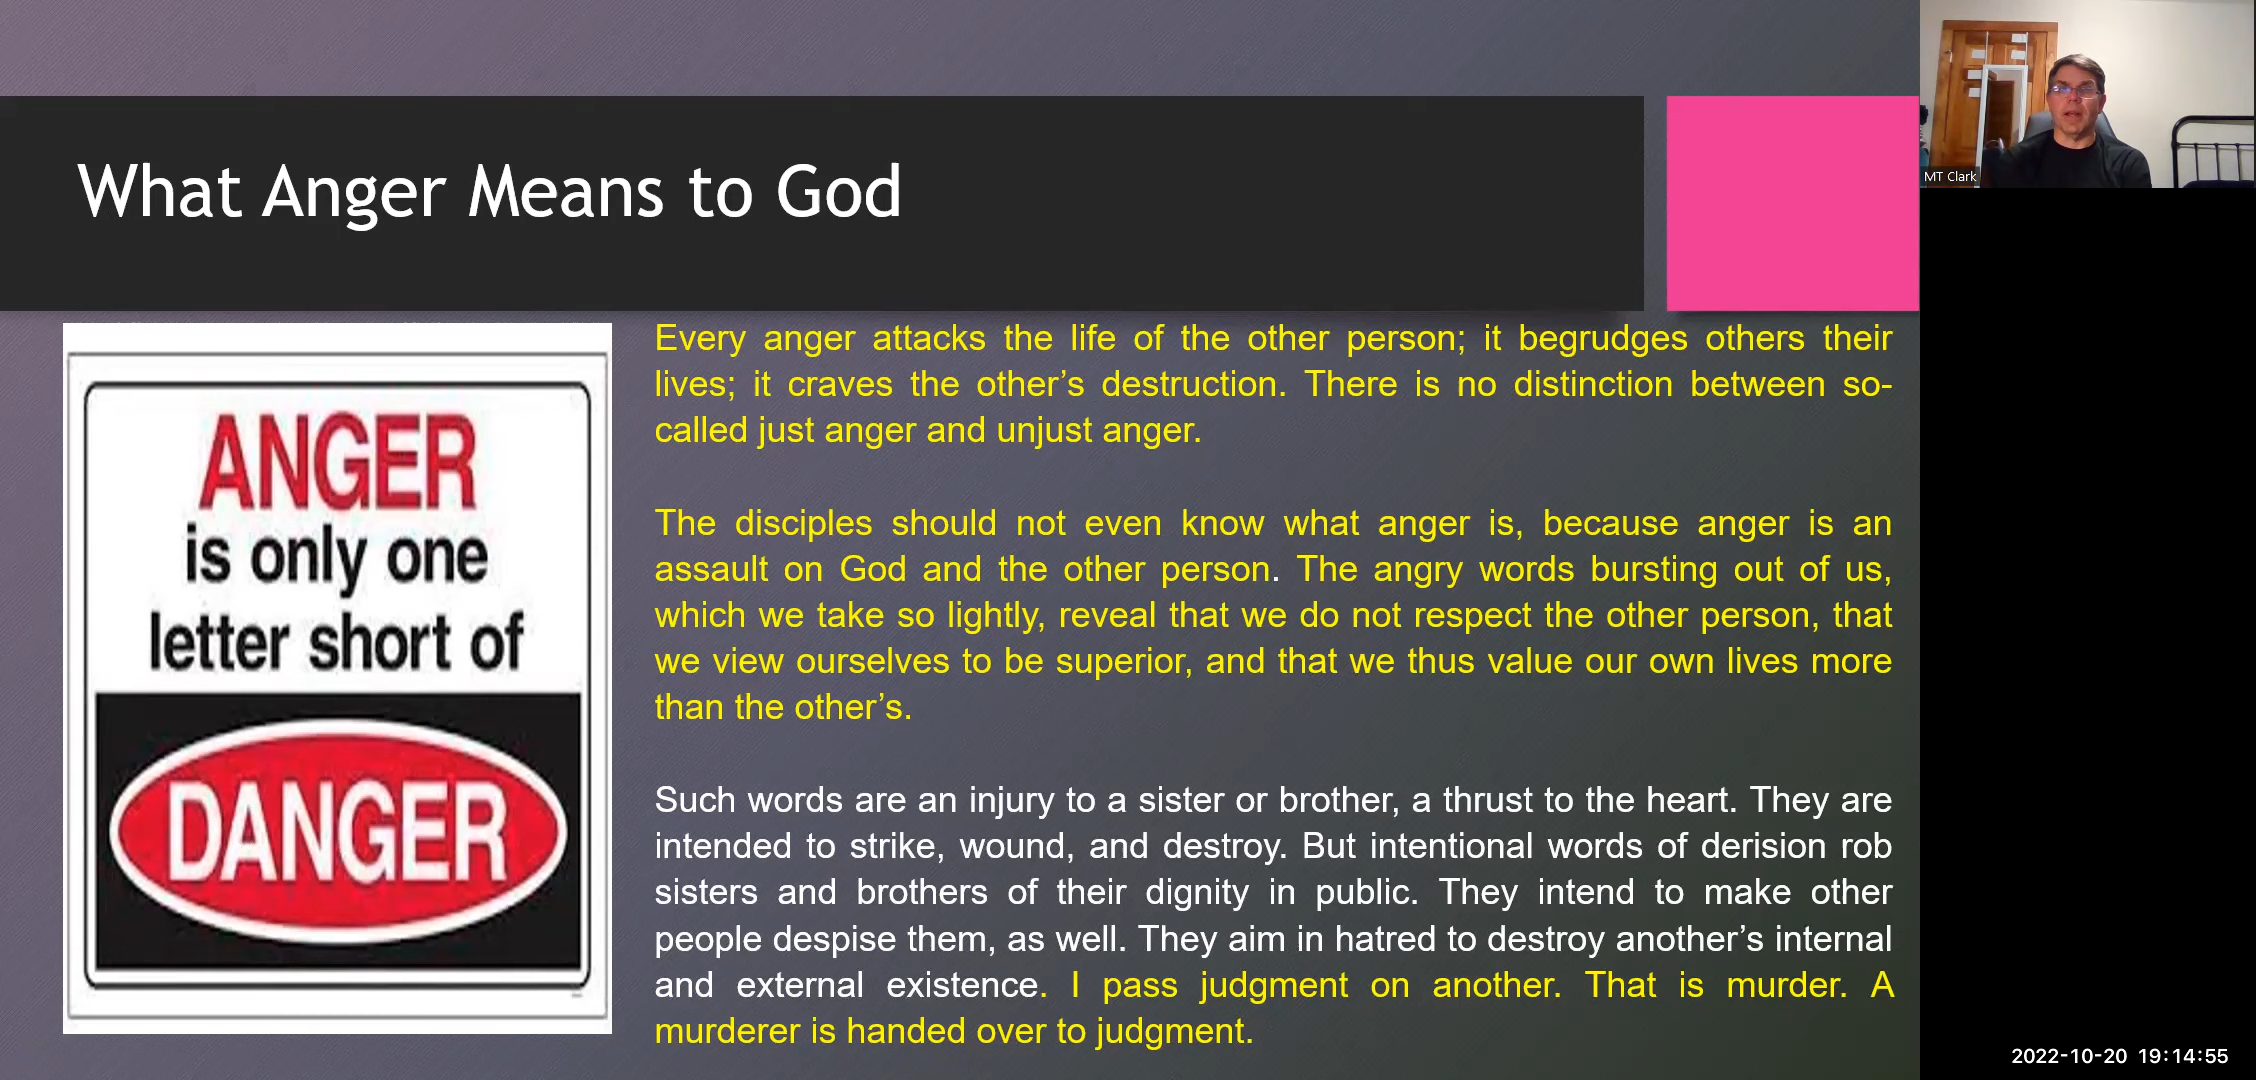 What Anger Means to God
MT Clark
ANGER
is only one
letter short of
DANGER
Every anger attacks the life of the other person; it begrudges others their
lives; it craves the other’s destruction. There is no distinction between so-
called just anger and unjust anger.
The disciples should not even know what anger is, because anger is an
assault on God and the other person. The angry words bursting out of us,
which we take so lightly, reveal that we do not respect the other person, that
we view ourselves to be superior, and that we thus value our own lives more
than the other’s.
Such words are an injury to a sister or brother, a thrust to the heart. They are
intended to strike, wound, and destroy. But intentional words of derision rob
sisters and brothers of their dignity in public. They intend to make other
people despise them, as well. They aim in hatred to destroy another’s internal
and external existence. I pass judgment on another. That is murder. A
murderer is handed over to judgment.
2022-10-20 19:14:55